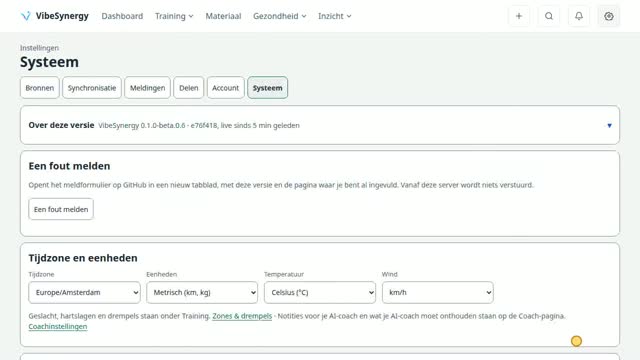 VibeSynergy Dashboard Training Materiaal Gezondheid Inzicht
Instellingen
Systeem
Bronnen Synchronisatie Meldingen Delen Account Systeem
Over deze versie VibeSynergy 0.1.0-beta.0.6 · e76f418, live sinds 5 min geleden
Een fout melden
Opent het meldformulier op GitHub in een nieuw tabblad, met deze versie en de pagina waar je bent al ingevuld. Vanaf deze server wordt niets verstuurd.
Een fout melden
Tijdzone en eenheden
Tijdzone Eenheden Temperatuur Wind
Europe/Amsterdam Metrisch (km, kg) Celsius (°C) km/h
Geslacht, hartslagen en drempels staan onder Training. Zones & drempels · Notities voor je AI-coach en wat je AI-coach moet onthouden staan op de Coach-pagina.
Coachinstellingen